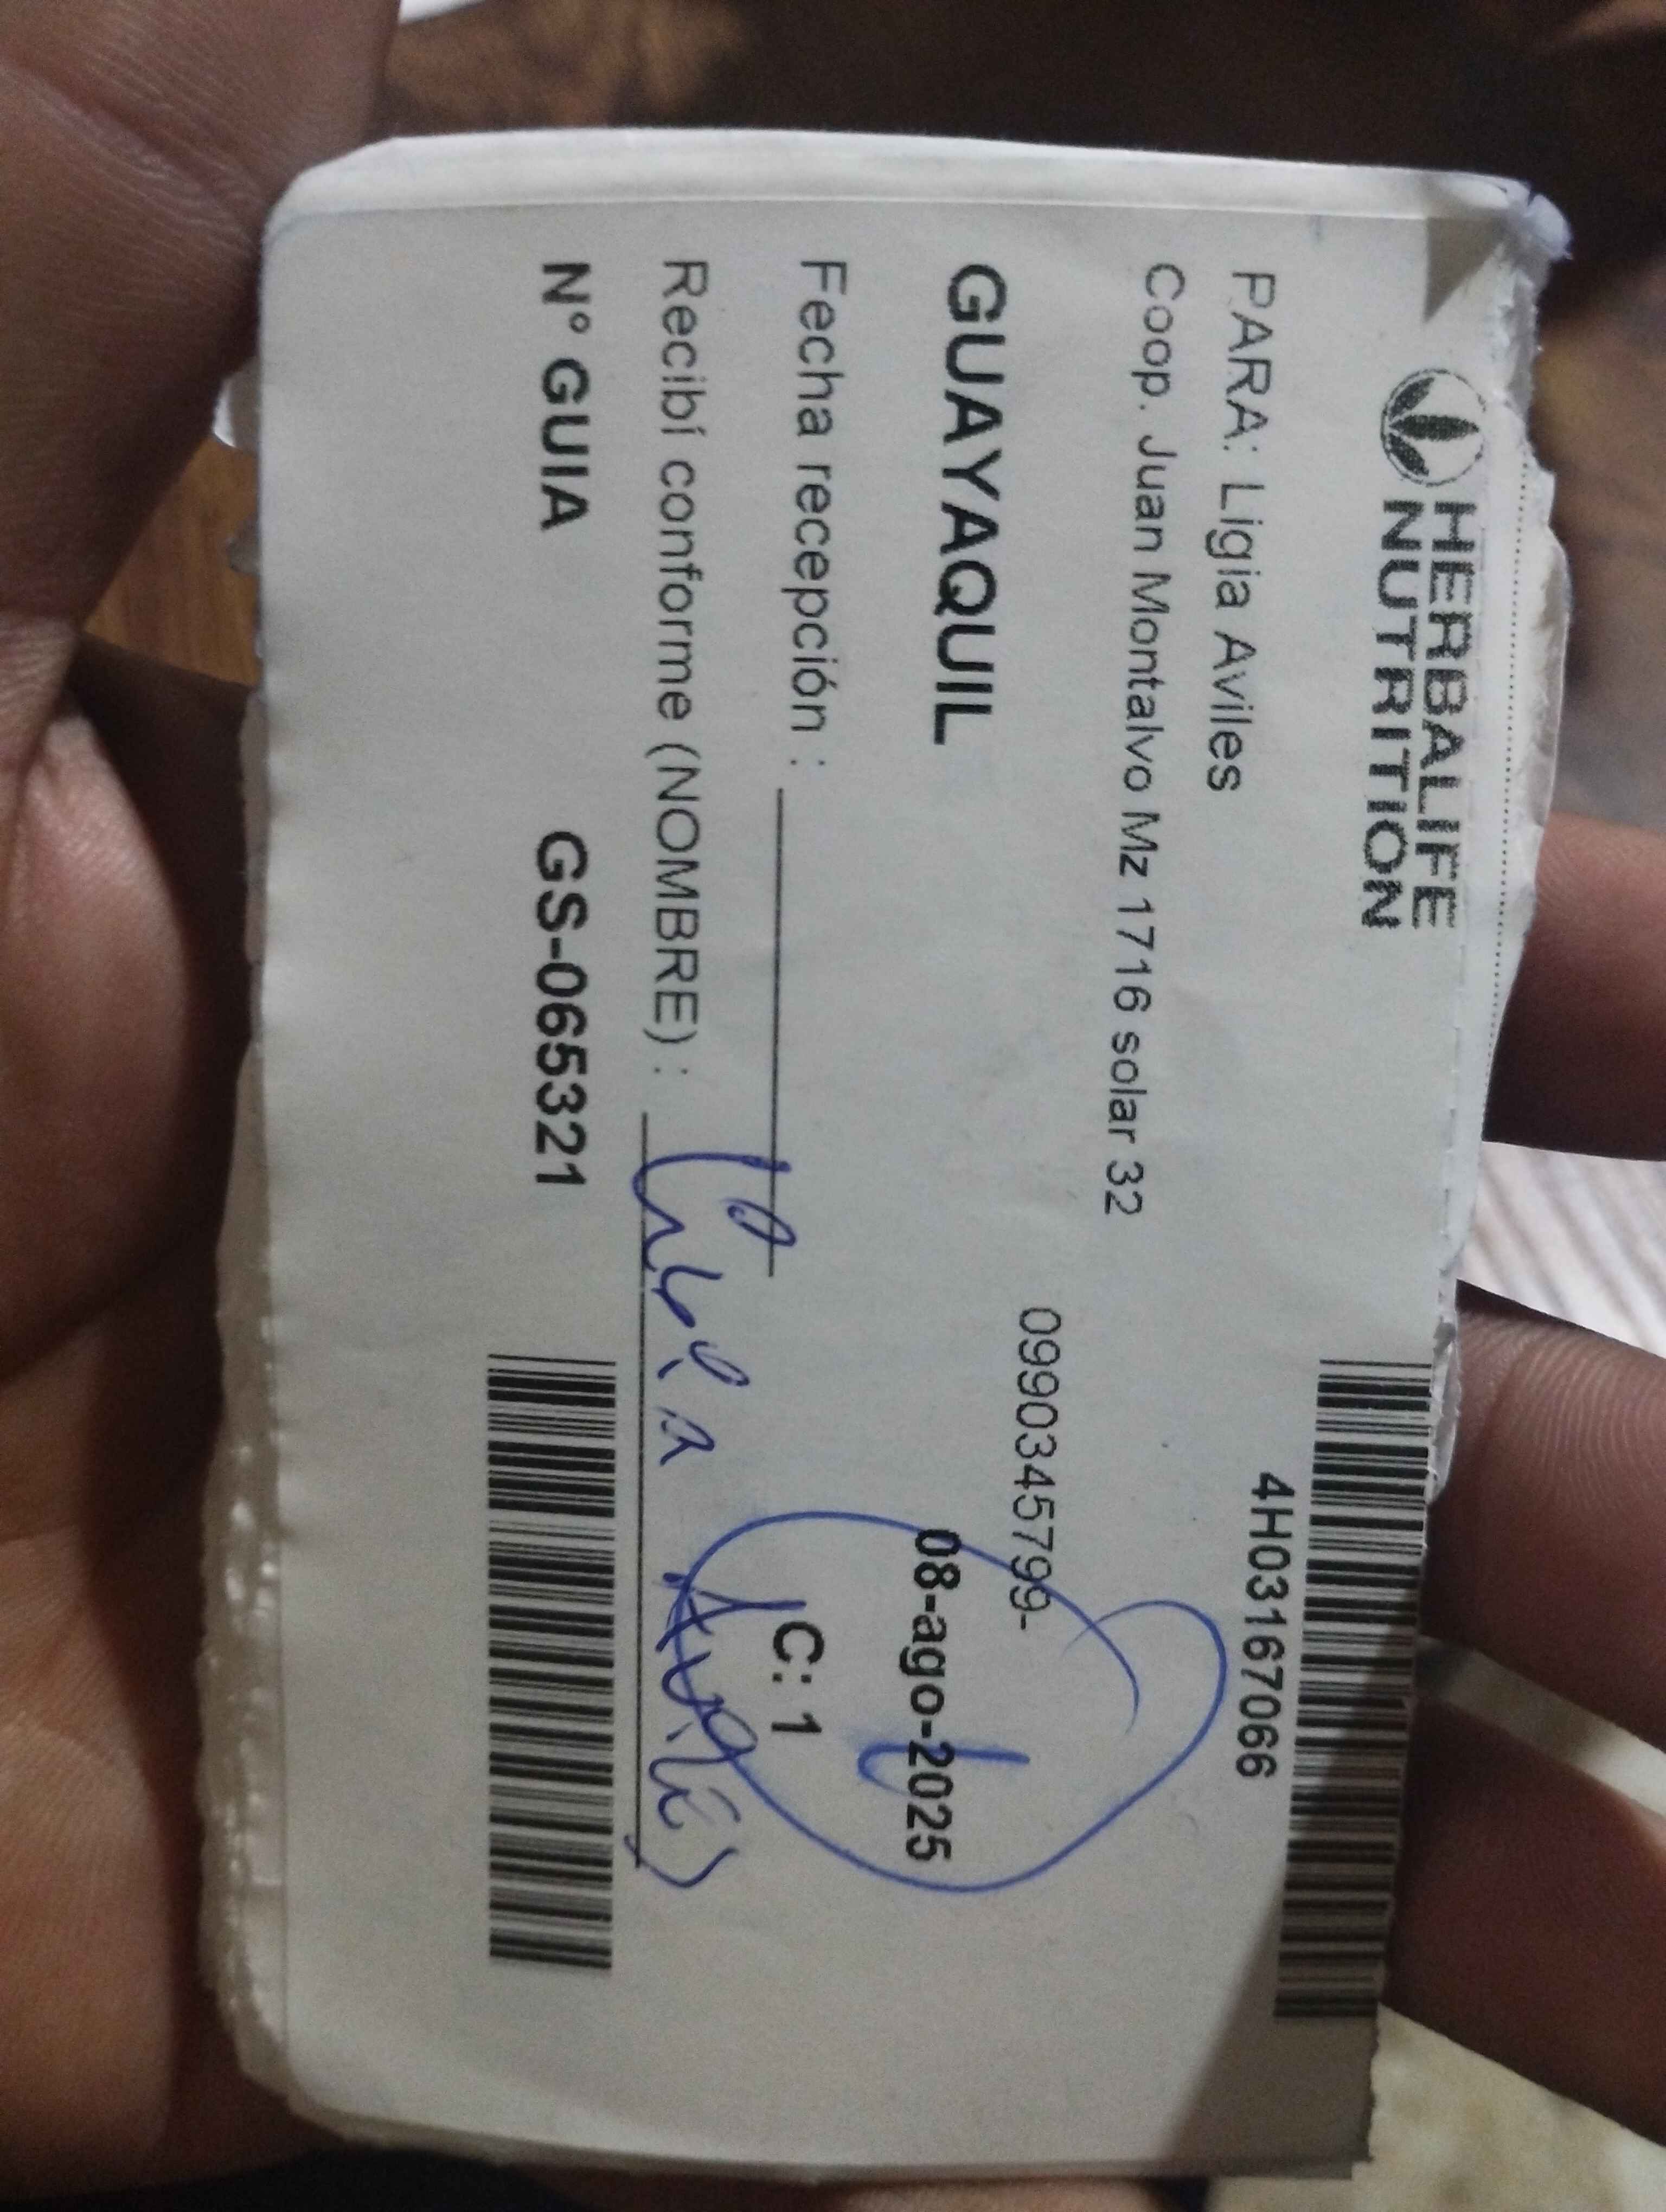 HERBALIFE
NUTRITION
4H03167066
PARA: Ligia Aviles
Coop. Juan Montalvo Mz 1716 solar 32
0990345799-
GUAYAQUIL
08-ago-2025
Fecha recepción :
C: 1
Recibí conforme (NOMBRE) :
N° GUIA
GS-065321